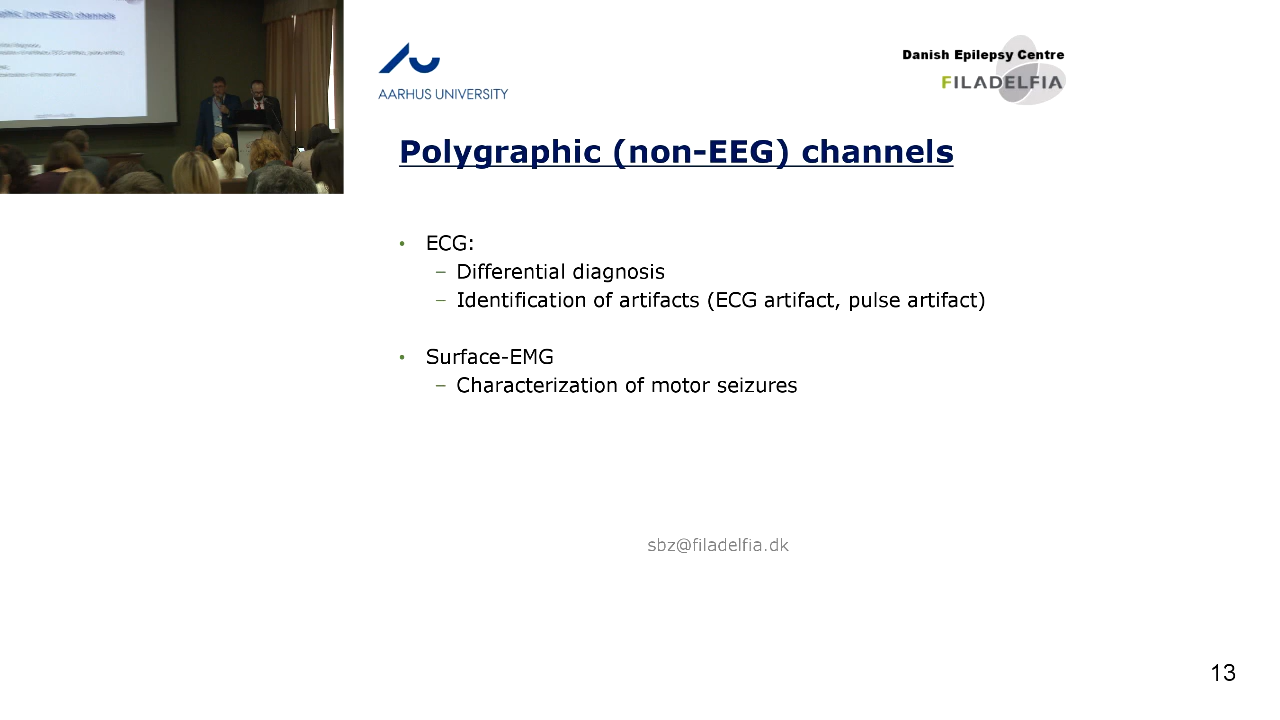 AARHUS UNIVERSITY
Danish Epilepsy Centre
FILADELFIA
Polygraphic (non-EEG) channels
• ECG:
– Differential diagnosis
– Identification of artifacts (ECG artifact, pulse artifact)
• Surface-EMG
– Characterization of motor seizures
sbz@filadelfia.dk
13